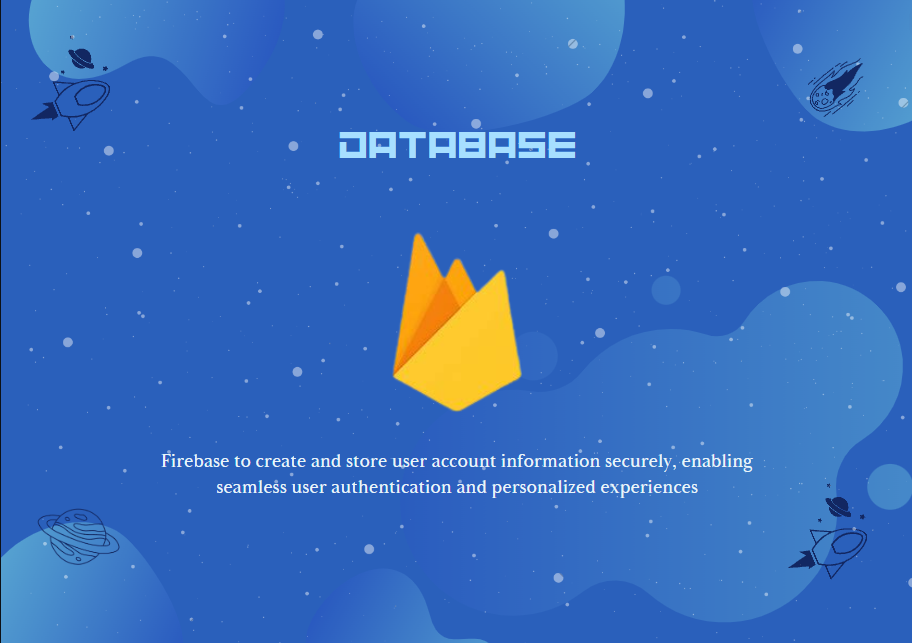 DATABASE
Firebase to create and store user account information securely, enabling
seamless user authentication and personalized experiences